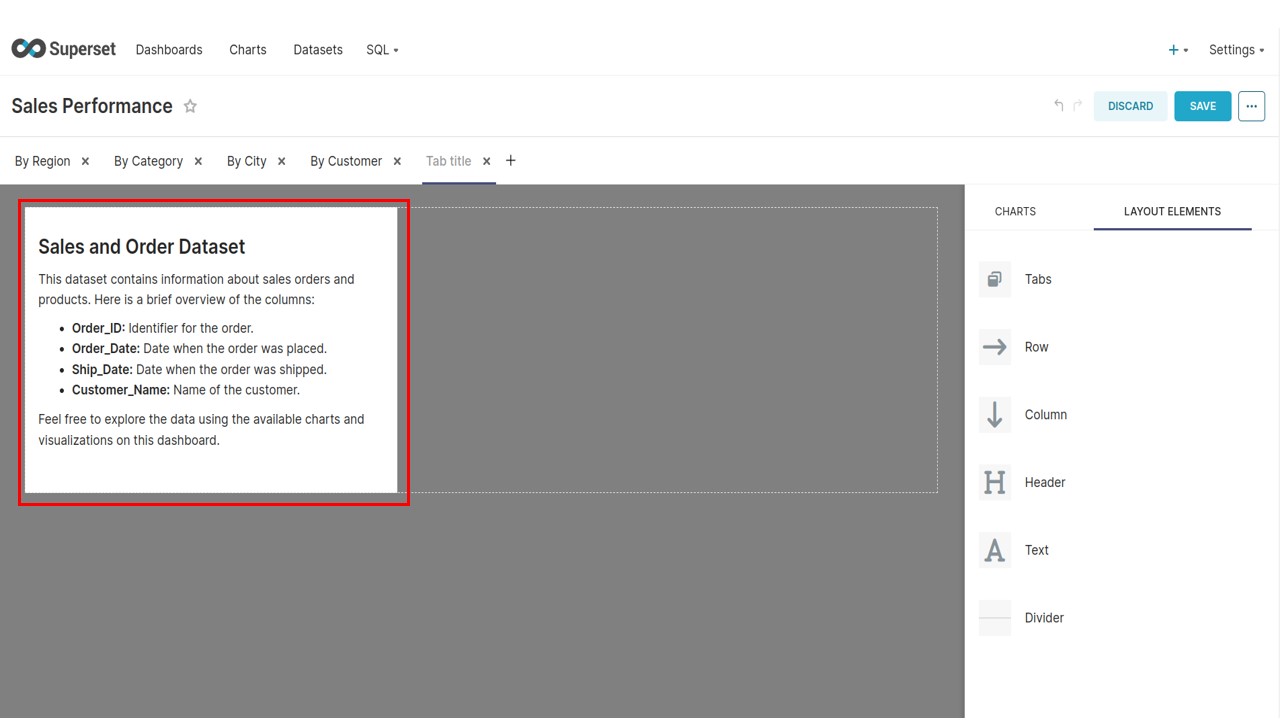 Superset Dashboards Charts Datasets SQL Settings
Sales Performance
DISCARD SAVE
By Region By Category By City By Customer Tab title
CHARTS LAYOUT ELEMENTS
Sales and Order Dataset
This dataset contains information about sales orders and
products. Here is a brief overview of the columns:
• Order_ID: Identifier for the order.
• Order_Date: Date when the order was placed.
• Ship_Date: Date when the order was shipped.
• Customer_Name: Name of the customer.
Feel free to explore the data using the available charts and
visualizations on this dashboard.
Tabs
Row
Column
H Header
A Text
Divider